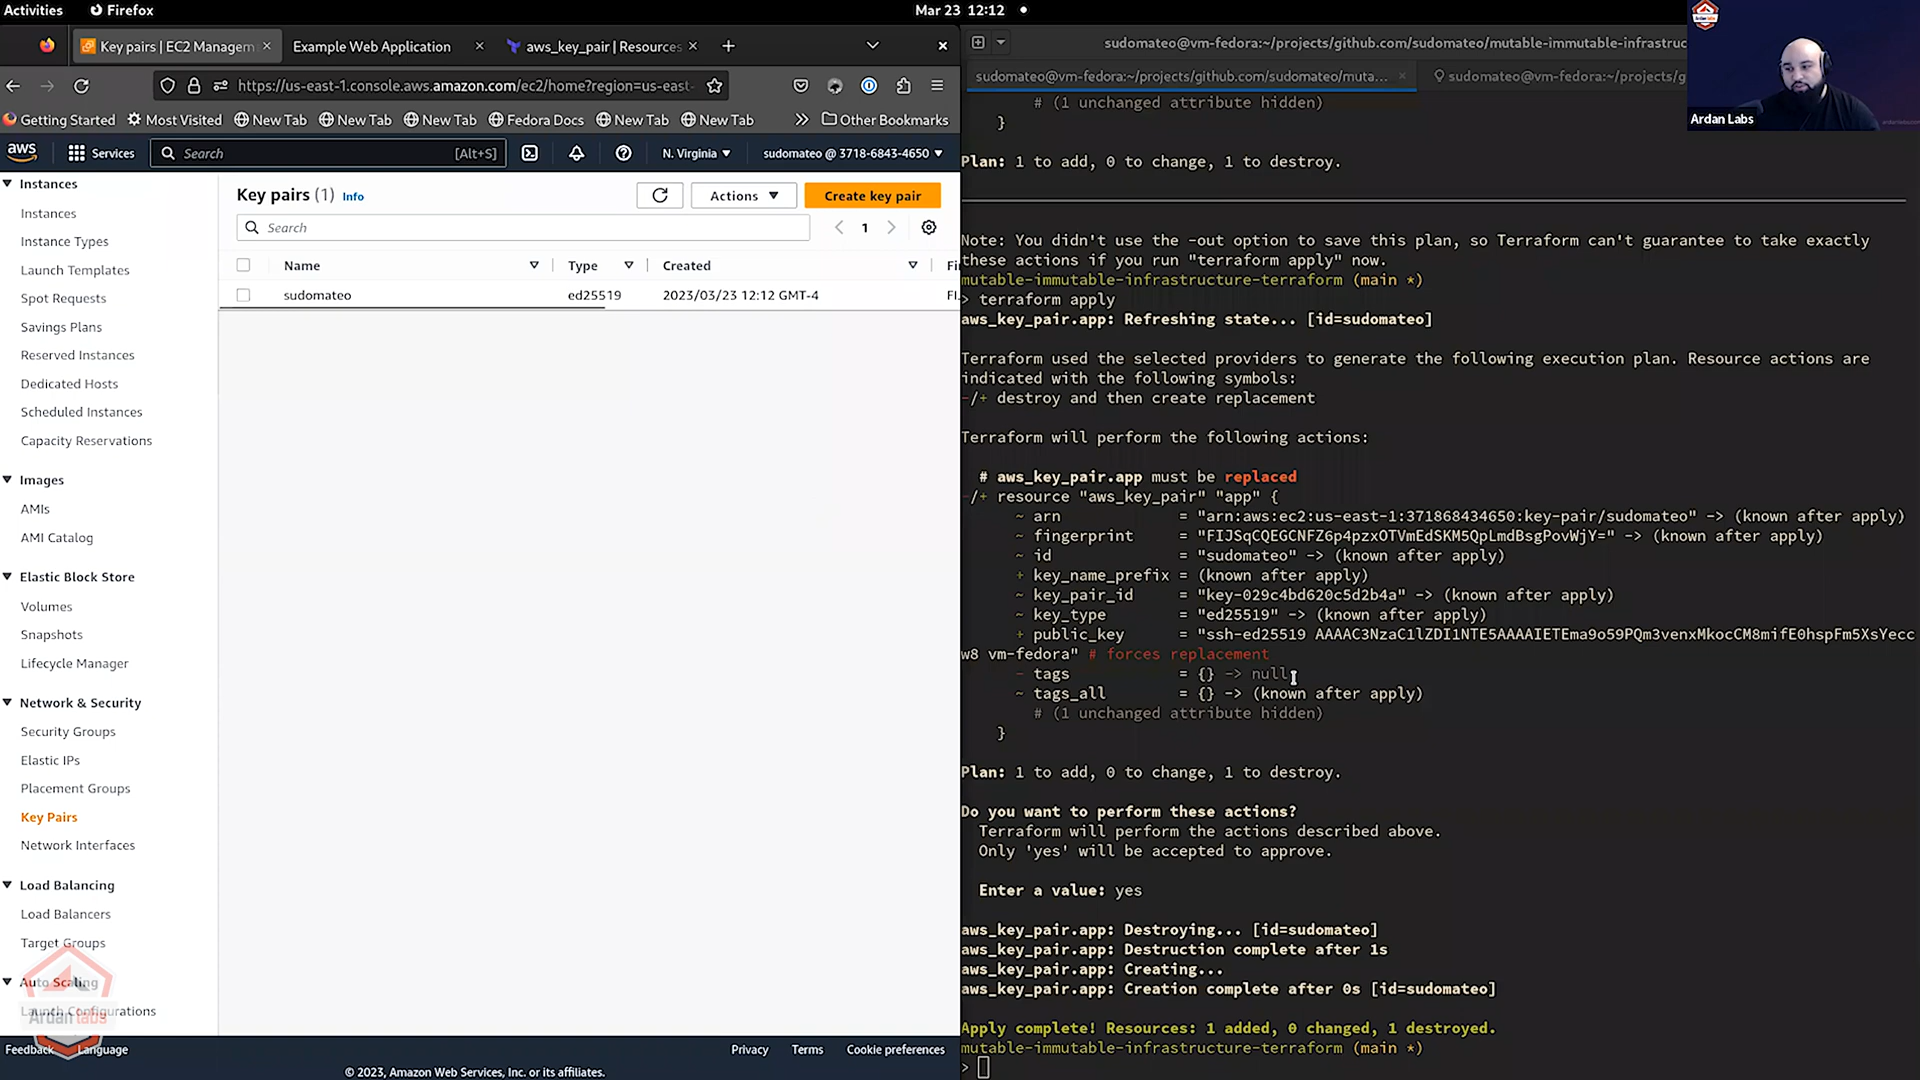 Activities
Firefox
Mar 23 12:12
Key pairs | EC2 Managem
Example Web Application
aws_key_pair | Resources
https://us-east-1.console.aws.amazon.com/ec2/home?region=us-east-
Getting Started
Most Visited
New Tab
New Tab
New Tab
Fedora Docs
New Tab
New Tab
Other Bookmarks
aws
Services
Search
[Alt+S]
N. Virginia
sudomateo @ 3718-6843-4650
Instances
Instances
Instance Types
Launch Templates
Spot Requests
Savings Plans
Reserved Instances
Dedicated Hosts
Scheduled Instances
Capacity Reservations
Images
AMIs
AMI Catalog
Elastic Block Store
Volumes
Snapshots
Lifecycle Manager
Network & Security
Security Groups
Elastic IPs
Placement Groups
Key Pairs
Network Interfaces
Load Balancing
Load Balancers
Target Groups
Auto Scaling
Launch Configurations
Ardan labs
Feedback
Language
Key pairs (1) Info
Actions
Create key pair
Search
1
Name
Type
Created
Fi
sudomateo
ed25519
2023/03/23 12:12 GMT-4
FI.
Privacy
Terms
Cookie preferences
© 2023, Amazon Web Services, Inc. or its affiliates.
sudomateo@vm-fedora:~/projects/github.com/sudomateo/mutable-immutable-infrastruc
sudomateo@vm-fedora:~/projects/github.com/sudomateo/muta...
sudomateo@vm-fedora:~/projects/g
Ardan Labs
# (1 unchanged attribute hidden)
}
Plan: 1 to add, 0 to change, 1 to destroy.
Note: You didn't use the -out option to save this plan, so Terraform can't guarantee to take exactly
these actions if you run "terraform apply" now.
mutable-immutable-infrastructure-terraform (main *)
> terraform apply
aws_key_pair.app: Refreshing state... [id=sudomateo]
Terraform used the selected providers to generate the following execution plan. Resource actions are
indicated with the following symbols:
-/+ destroy and then create replacement
Terraform will perform the following actions:
# aws_key_pair.app must be replaced
-/+ resource "aws_key_pair" "app" {
~ arn = "arn:aws:ec2:us-east-1:371868434650:key-pair/sudomateo" -> (known after apply)
~ fingerprint = "FIJSqCQEGCNFZ6p4pzxOTVmEdSKM5QpLmdBsgPovWjY=" -> (known after apply)
~ id = "sudomateo" -> (known after apply)
+ key_name_prefix = (known after apply)
~ key_pair_id = "key-029c4bd620c5d2b4a" -> (known after apply)
~ key_type = "ed25519" -> (known after apply)
+ public_key = "ssh-ed25519 AAAAC3NzaC1lZDI1NTE5AAAAIETEma9o59PQm3venxMkocCM8mifE0hspFm5XsYecc
w8 vm-fedora" # forces replacement
- tags = {} -> null
~ tags_all = {} -> (known after apply)
# (1 unchanged attribute hidden)
}
Plan: 1 to add, 0 to change, 1 to destroy.
Do you want to perform these actions?
Terraform will perform the actions described above.
Only 'yes' will be accepted to approve.
Enter a value: yes
aws_key_pair.app: Destroying... [id=sudomateo]
aws_key_pair.app: Destruction complete after 1s
aws_key_pair.app: Creating...
aws_key_pair.app: Creation complete after 0s [id=sudomateo]
Apply complete! Resources: 1 added, 0 changed, 1 destroyed.
mutable-immutable-infrastructure-terraform (main *)
>